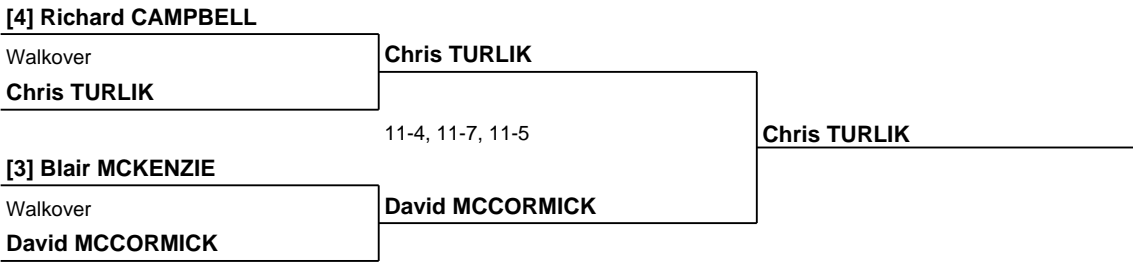 [4] Richard CAMPBELL
Walkover
Chris TURLIK
Chris TURLIK
11-4, 11-7, 11-5
Chris TURLIK
[3] Blair MCKENZIE
Walkover
David MCCORMICK
David MCCORMICK